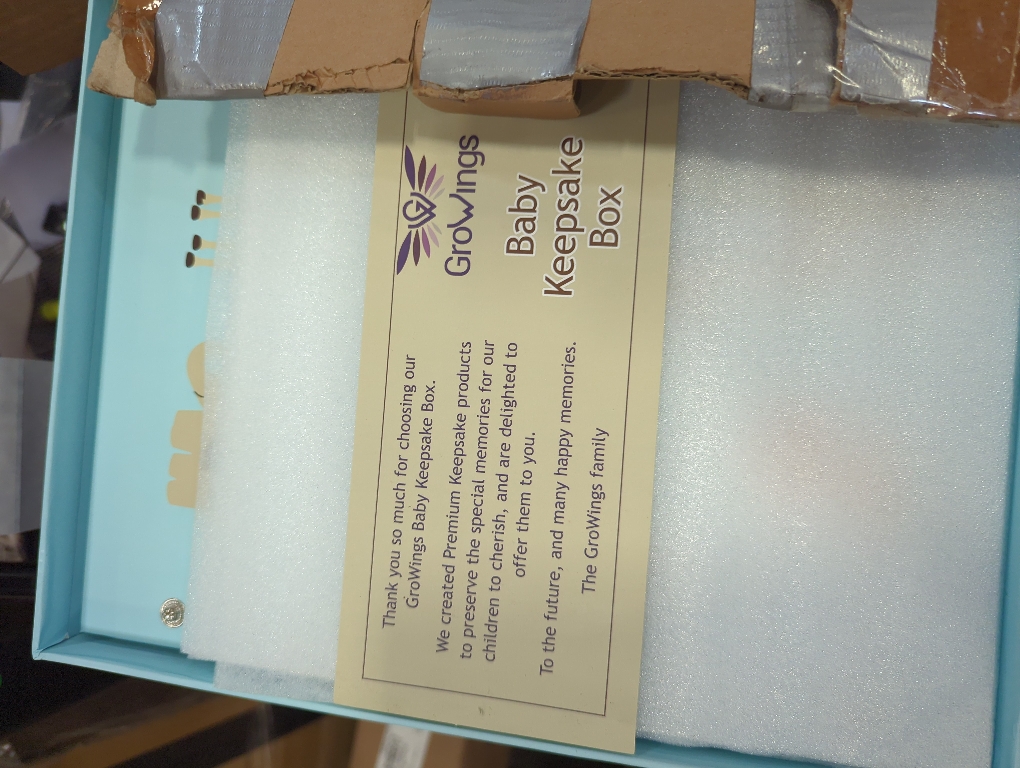 GroWings
Baby
Keepsake
Box
Thank you so much for choosing our
GroWings Baby Keepsake Box.
We created Premium Keepsake products
to preserve the special memories for our
children to cherish, and are delighted to
offer them to you.
To the future, and many happy memories.
The GroWings family